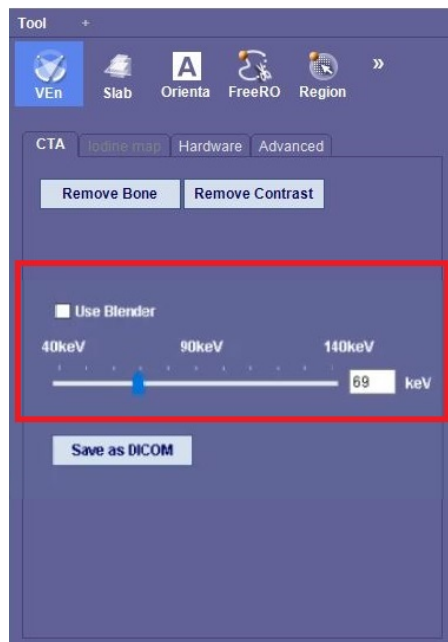 Tool +
VEn Slab A Orienta FreeRO Region »
CTA Iodine map Hardware Advanced
Remove Bone Remove Contrast
Use Blender
40keV 90keV 140keV
69 keV
Save as DICOM